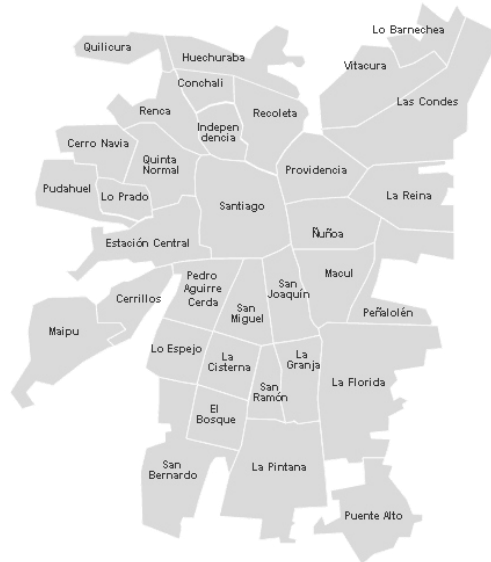 Lo Barnechea
Quilicura
Huechuraba
Vitacura
Conchali
Las Condes
Renca
Recoleta
Indepen
dencia
Cerro Navia
Quinta
Normal
Providencia
Pudahuel
Lo Prado
La Reina
Santiago
Ñuñoa
Estación Central
Pedro
Aguirre
Cerda
San
Joaquín
Macul
Cerrillos
San
Miguel
Peñalolén
Maipu
Lo Espejo
La
Cisterna
La
Granja
San
Ramón
La Florida
El
Bosque
San
Bernardo
La Pintana
Puente Alto